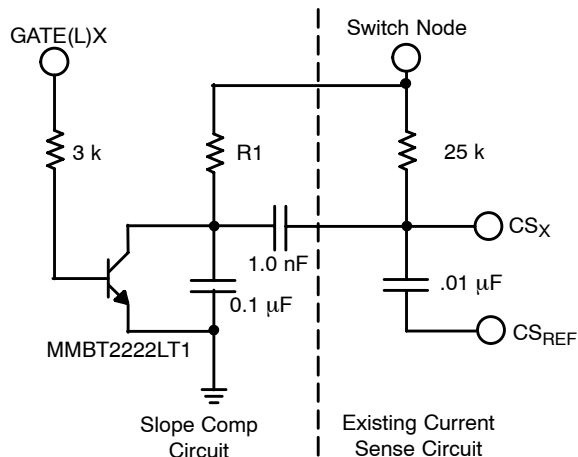 GATE(L)X
Switch Node
3 k
R1
25 k
CSX
1.0 nF
0.1 μF
.01 μF
CSREF
MMBT2222LT1
Slope Comp
Circuit
Existing Current
Sense Circuit